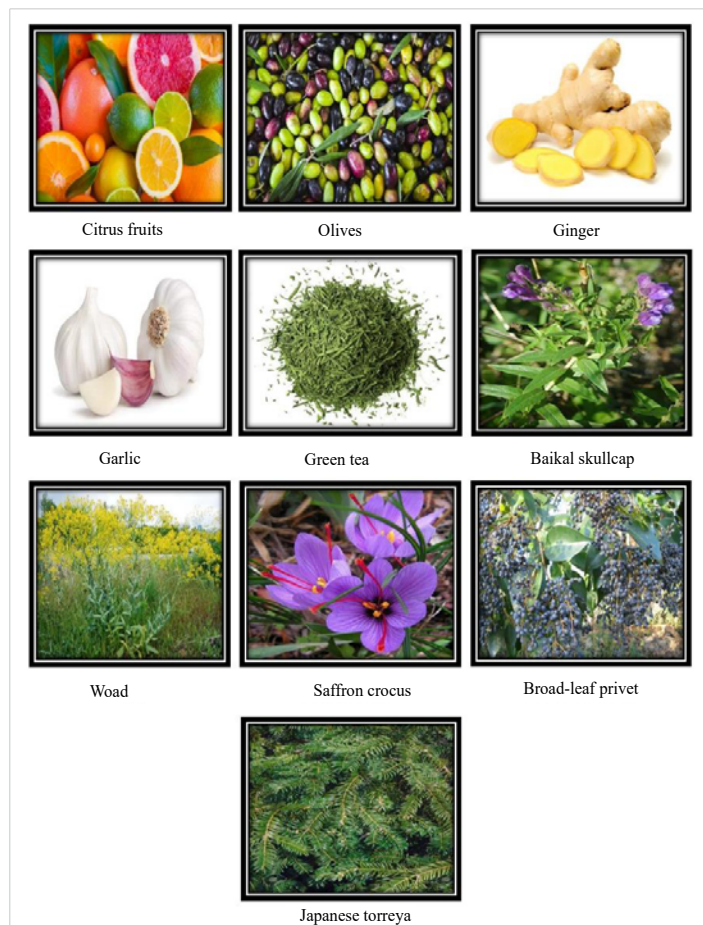 Citrus fruits
Olives
Ginger
Garlic
Green tea
Baikal skullcap
Woad
Saffron crocus
Broad-leaf privet
Japanese torreya